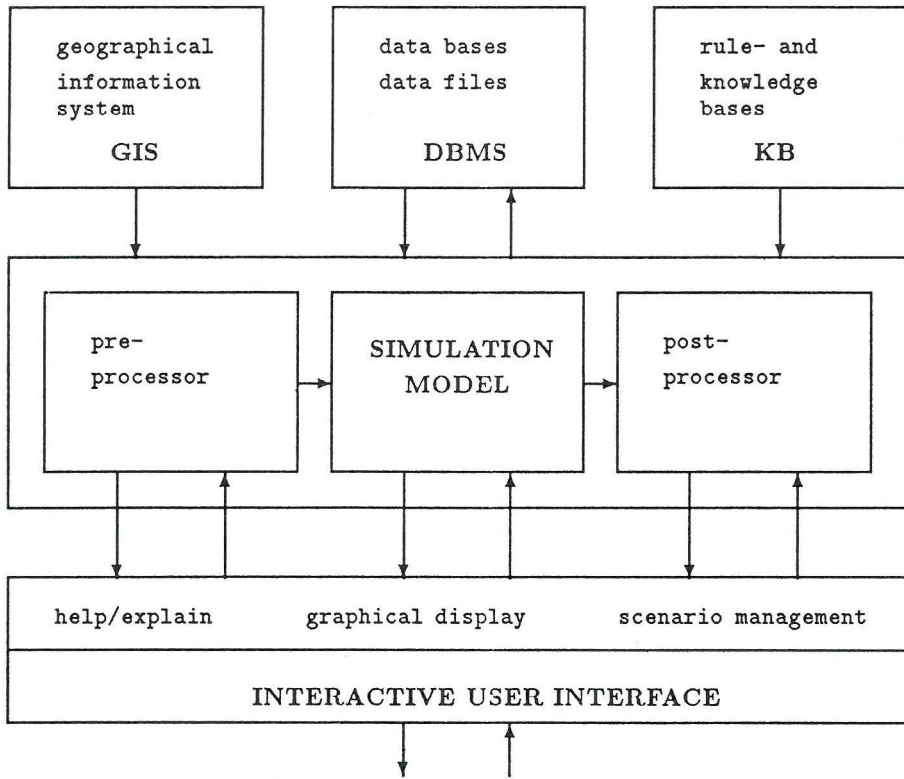 geographical
information
system
GIS
data bases
data files
DBMS
rule- and
knowledge
bases
KB
pre-
processor
SIMULATION
MODEL
post-
processor
help/explain
graphical display
scenario management
INTERACTIVE USER INTERFACE